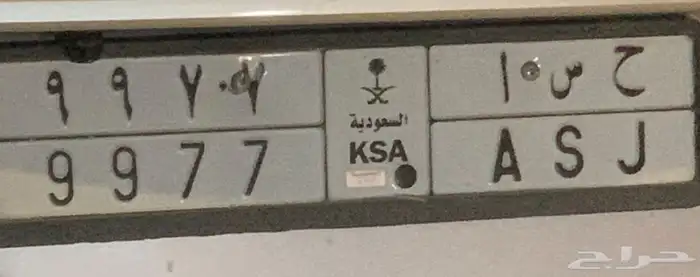 ٩٩٧٧
9977
السعودية
KSA
ا س ح
A S J
حراج